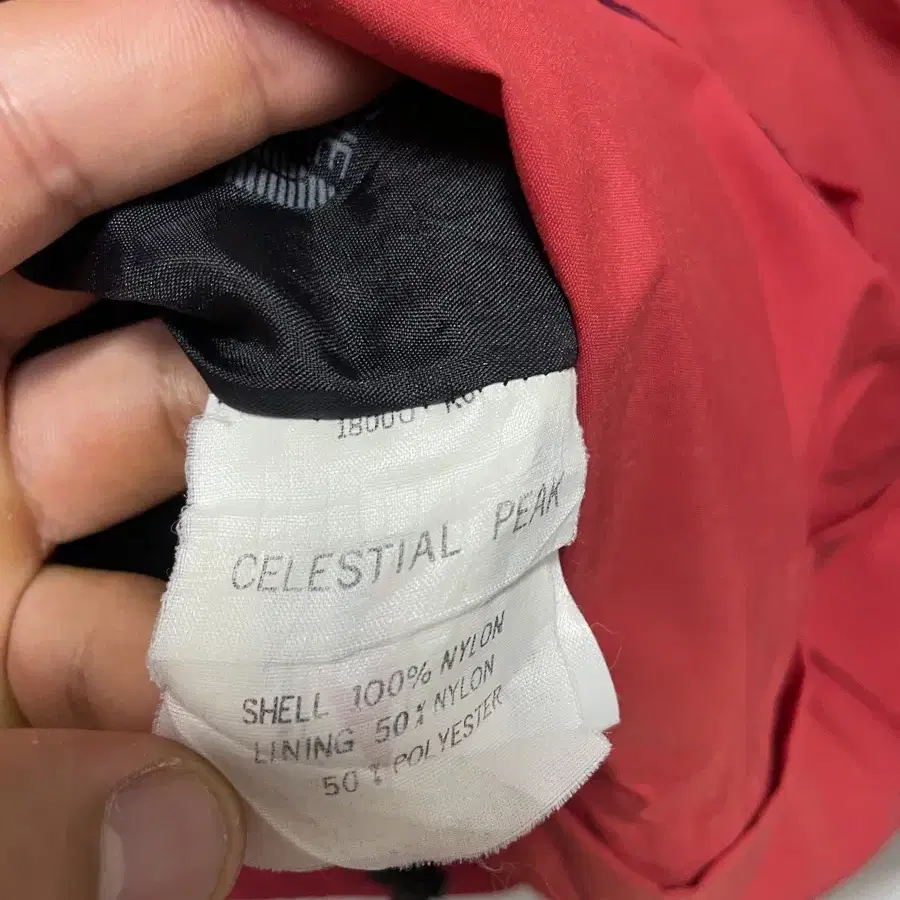 CELESTIAL PEAK
SHELL 100% NYLON
LINING 50% NYLON
50% POLYESTER